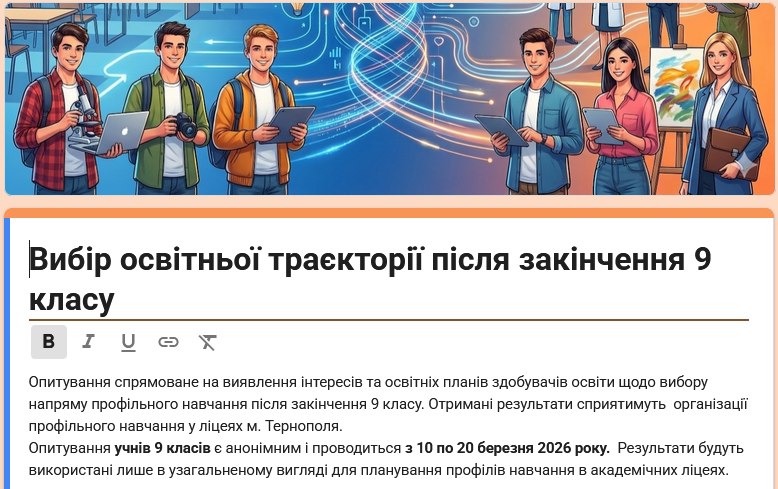 Вибір освітньої траєкторії після закінчення 9
класу
B I U
Опитування спрямоване на виявлення інтересів та освітніх планів здобувачів освіти щодо вибору
напряму профільного навчання після закінчення 9 класу. Отримані результати сприятимуть  організації
профільного навчання у ліцеях м. Тернополя.
Опитування учнів 9 класів є анонімним і проводиться з 10 по 20 березня 2026 року.  Результати будуть
використані лише в узагальненому вигляді для планування профілів навчання в академічних ліцеях.